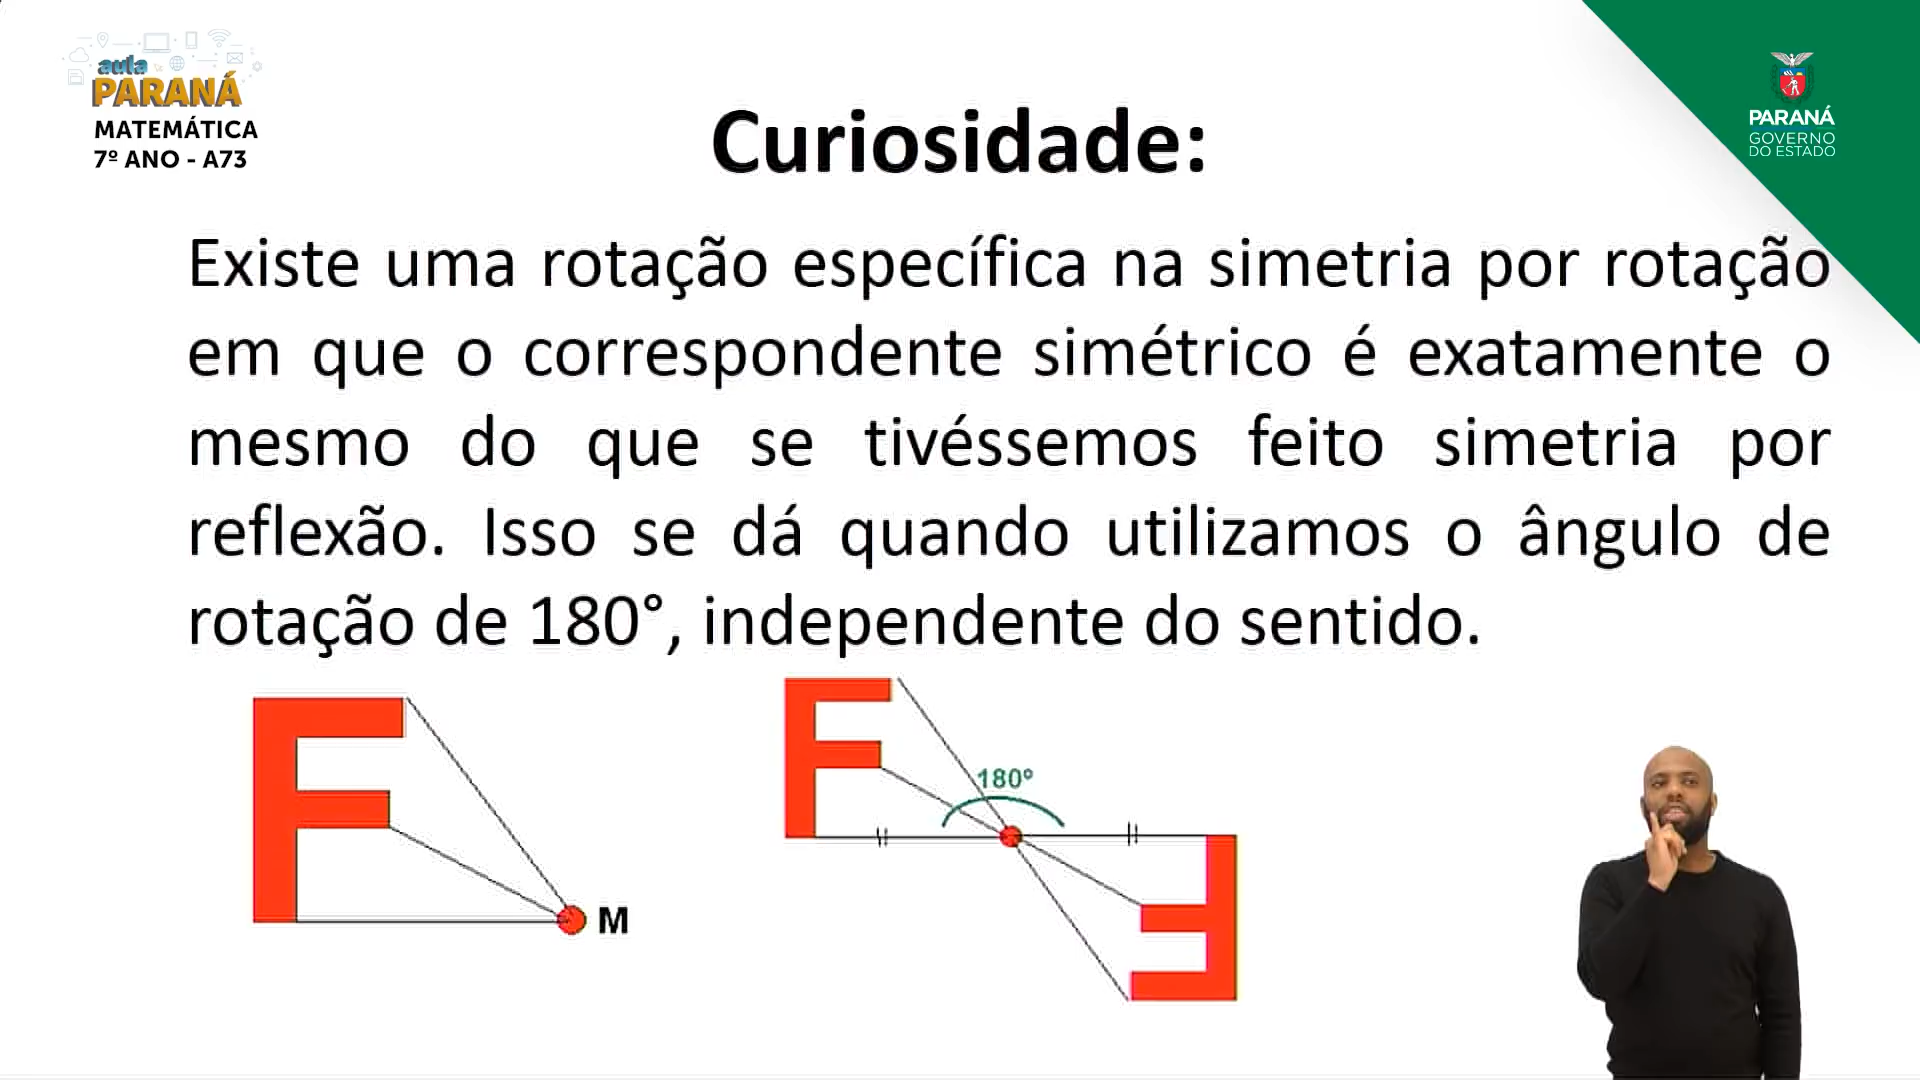 aula
PARANÁ
MATEMÁTICA
7º ANO - A73
PARANÁ
GOVERNO
DO ESTADO
Curiosidade:
Existe uma rotação específica na simetria por rotação
em que o correspondente simétrico é exatamente o
mesmo do que se tivéssemos feito simetria por
reflexão. Isso se dá quando utilizamos o ângulo de
rotação de 180°, independente do sentido.
180º
M